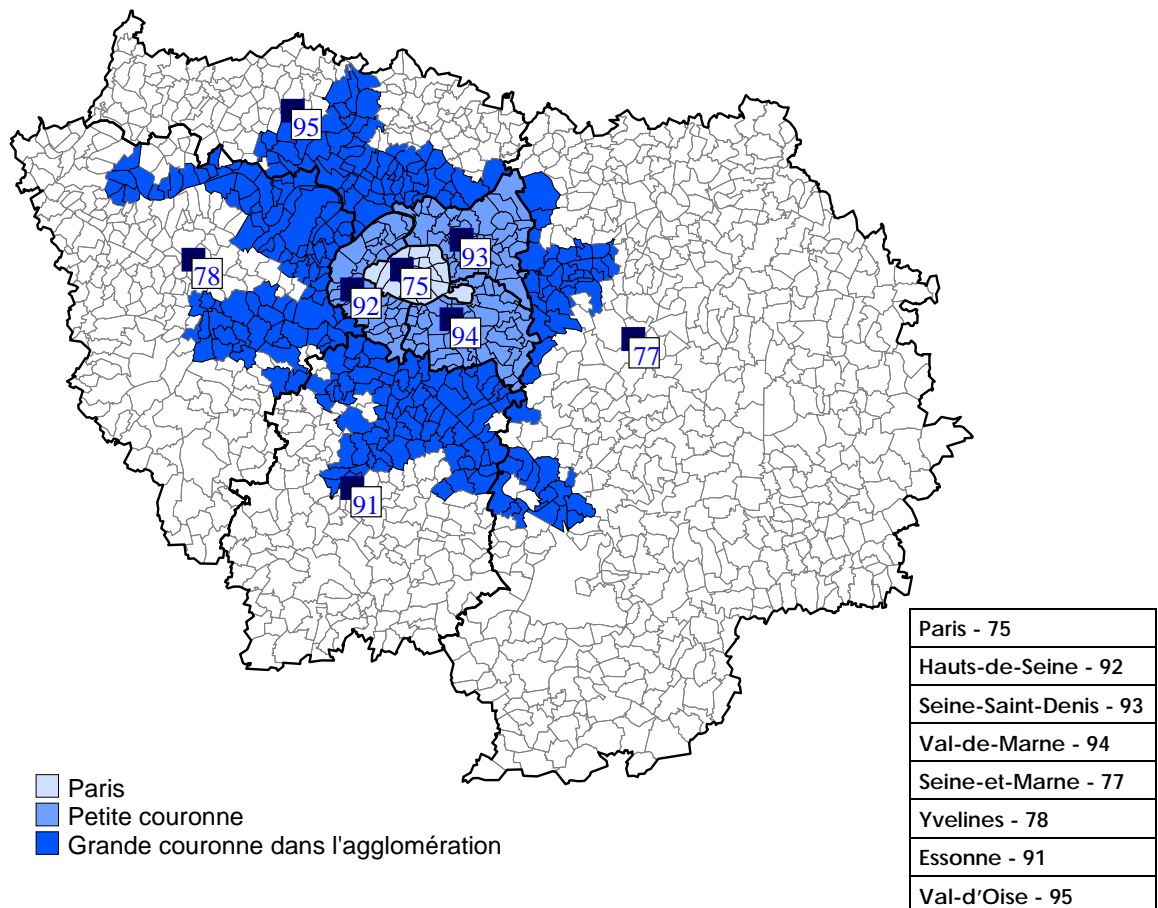 95
93
78
75
92
94
77
91
Paris - 75
Hauts-de-Seine - 92
Seine-Saint-Denis - 93
Val-de-Marne - 94
Seine-et-Marne - 77
Yvelines - 78
Essonne - 91
Val-d'Oise - 95
Paris
Petite couronne
Grande couronne dans l'agglomération